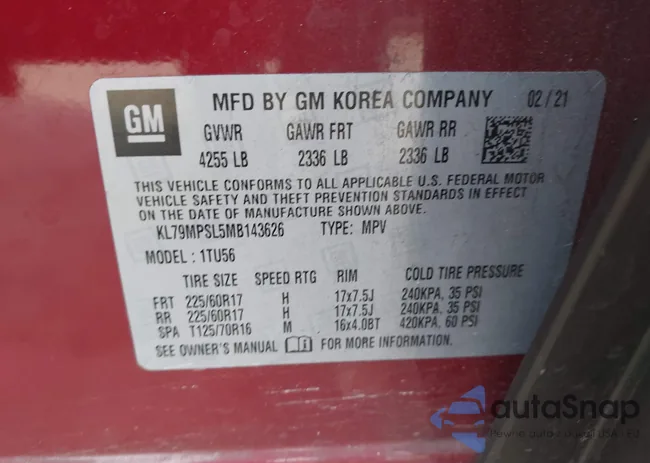 GM
MFD BY GM KOREA COMPANY 02/21
GVWR GAWR FRT GAWR RR
4255 LB 2336 LB 2336 LB
THIS VEHICLE CONFORMS TO ALL APPLICABLE U.S. FEDERAL MOTOR
VEHICLE SAFETY AND THEFT PREVENTION STANDARDS IN EFFECT
ON THE DATE OF MANUFACTURE SHOWN ABOVE.
KL79MPSL5MB143626 TYPE: MPV
MODEL: 1TU56
TIRE SIZE SPEED RTG RIM COLD TIRE PRESSURE
FRT 225/60R17 H 17x7.5J 240KPA, 35 PSI
RR 225/60R17 H 17x7.5J 240KPA, 35 PSI
SPA T125/70R16 M 16x4.0BT 420KPA, 60 PSI
SEE OWNER'S MANUAL FOR MORE INFORMATION.
autaSnap